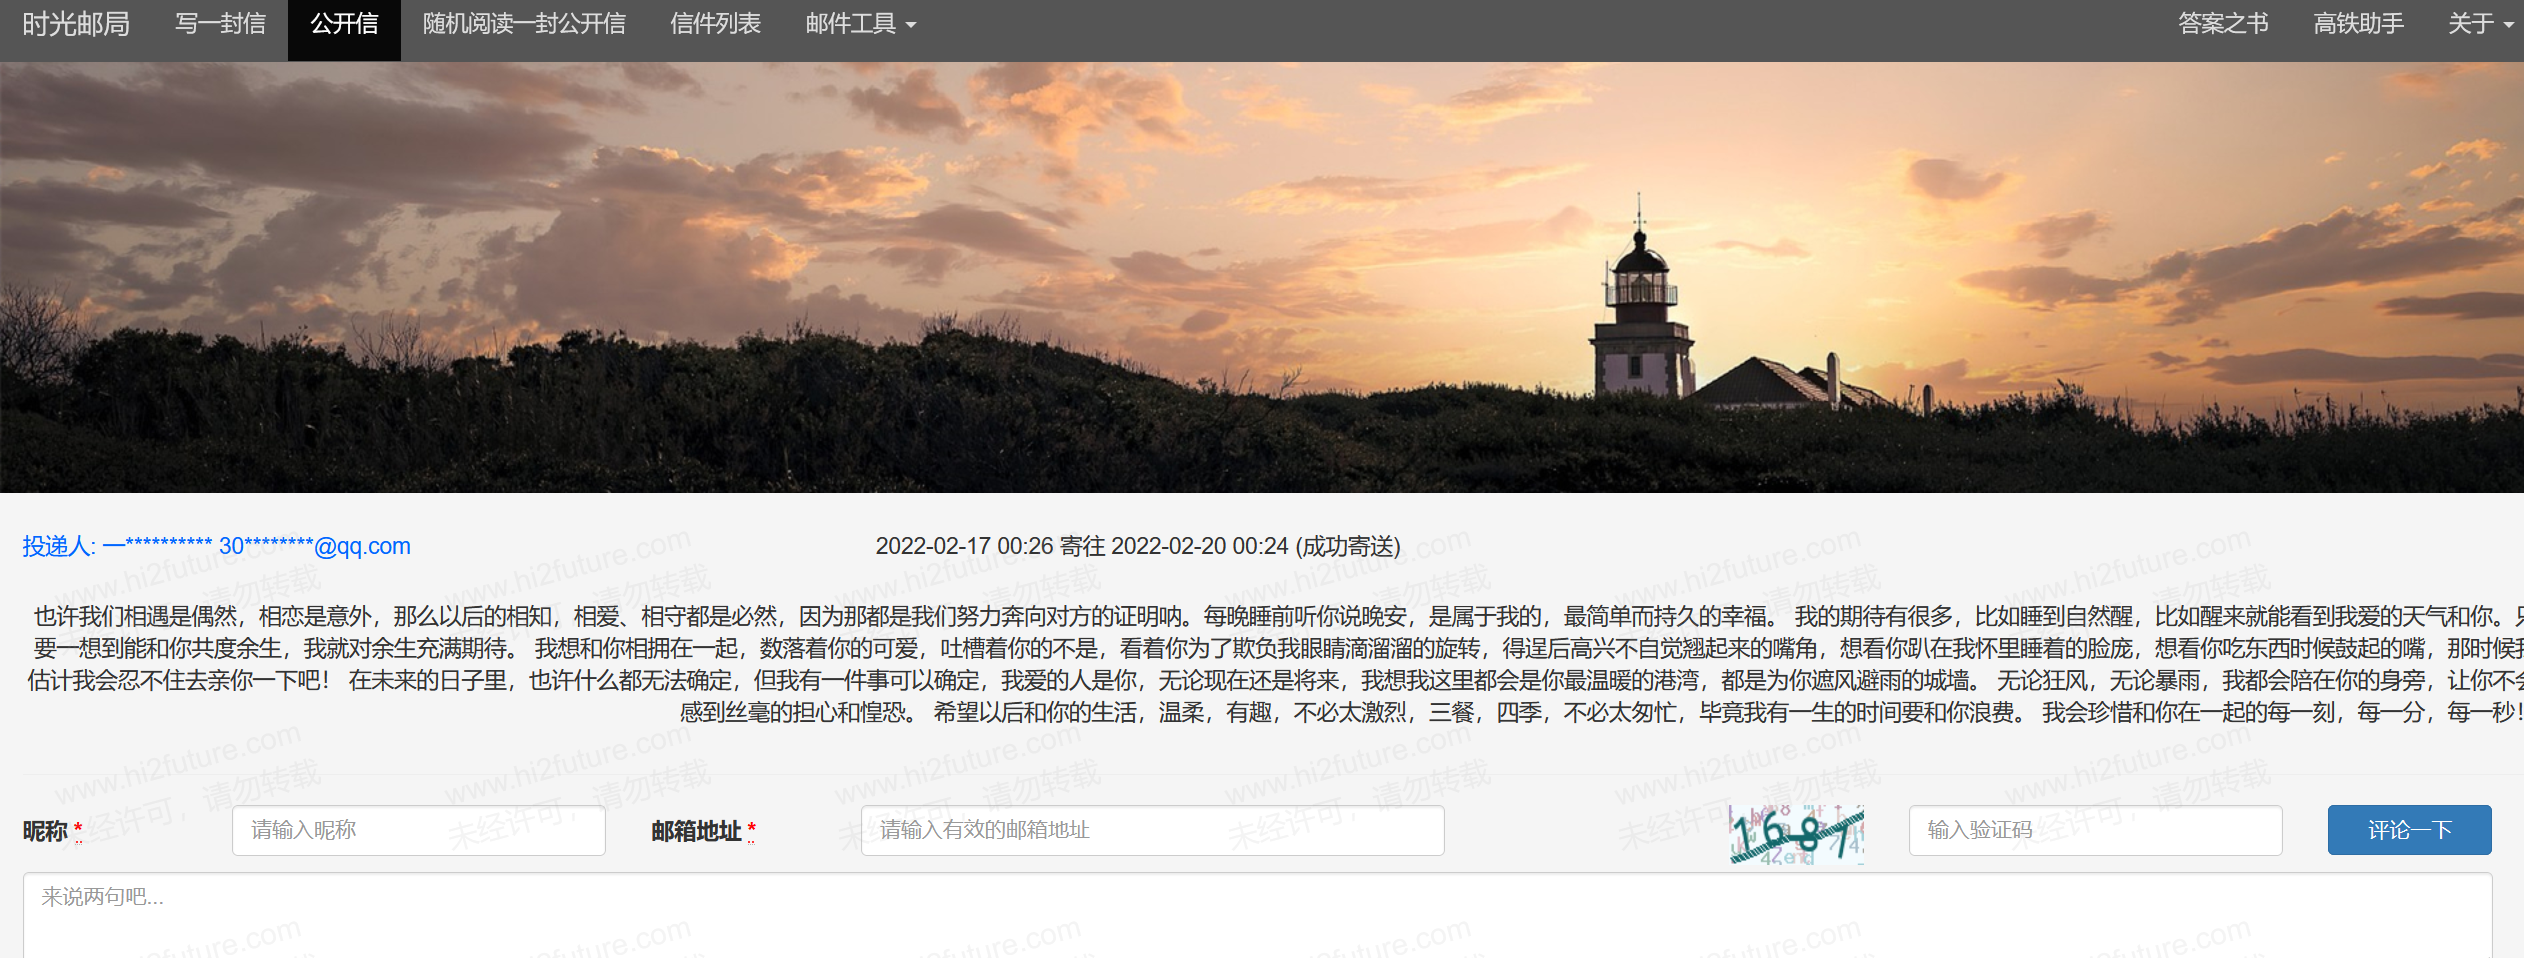 时光邮局 写一封信 公开信 随机阅读一封公开信 信件列表 邮件工具 答案之书 高铁助手 关于
投递人: 一********** 30********@qq.com 2022-02-17 00:26 寄往 2022-02-20 00:24 (成功寄送)
也许我们相遇是偶然，相恋是意外，那么以后的相知，相爱、相守都是必然，因为那都是我们努力奔向对方的证明呐。每晚睡前听你说晚安，是属于我的，最简单而持久的幸福。 我的期待有很多，比如睡到自然醒，比如醒来就能看到我爱的天气和你。只
要一想到能和你共度余生，我就对余生充满期待。 我想和你相拥在一起，数落着你的可爱，吐槽着你的不是，看着你为了欺负我眼睛滴溜溜的旋转，得逞后高兴不自觉翘起来的嘴角，想看你趴在我怀里睡着的脸庞，想看你吃东西时候鼓起的嘴，那时候我
估计我会忍不住去亲你一下吧！ 在未来的日子里，也许什么都无法确定，但我有一件事可以确定，我爱的人是你，无论现在还是将来，我想我这里都会是你最温暖的港湾，都是为你遮风避雨的城墙。 无论狂风，无论暴雨，我都会陪在你的身旁，让你不会
感到丝毫的担心和惶恐。 希望以后和你的生活，温柔，有趣，不必太激烈，三餐，四季，不必太匆忙，毕竟我有一生的时间要和你浪费。 我会珍惜和你在一起的每一刻，每一分，每一秒！
昵称 * 请输入昵称 邮箱地址 * 请输入有效的邮箱地址 1687 输入验证码 评论一下
来说两句吧...
www.hi2future.com
未经许可，请勿转载